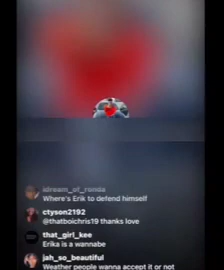 idream_of_ronda
Where's Erik to defend himself
ctyson2192
@thatboichris19 thanks love
that_girl_kee
Erika is a wannabe
jah_so_beautiful
Weather people wanna accept it or not